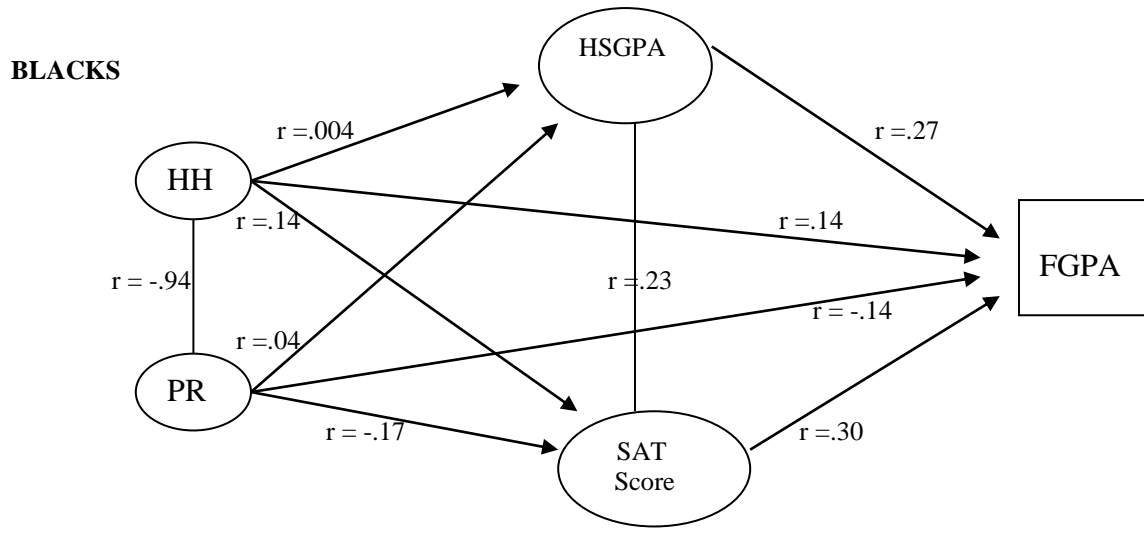 HSGPA
BLACKS
r =.004
r =.27
HH
r =.14
r =.14
FGPA
r = -.94
r =.23
r = -.14
r =.04
PR
r = -.17
r =.30
SAT
Score